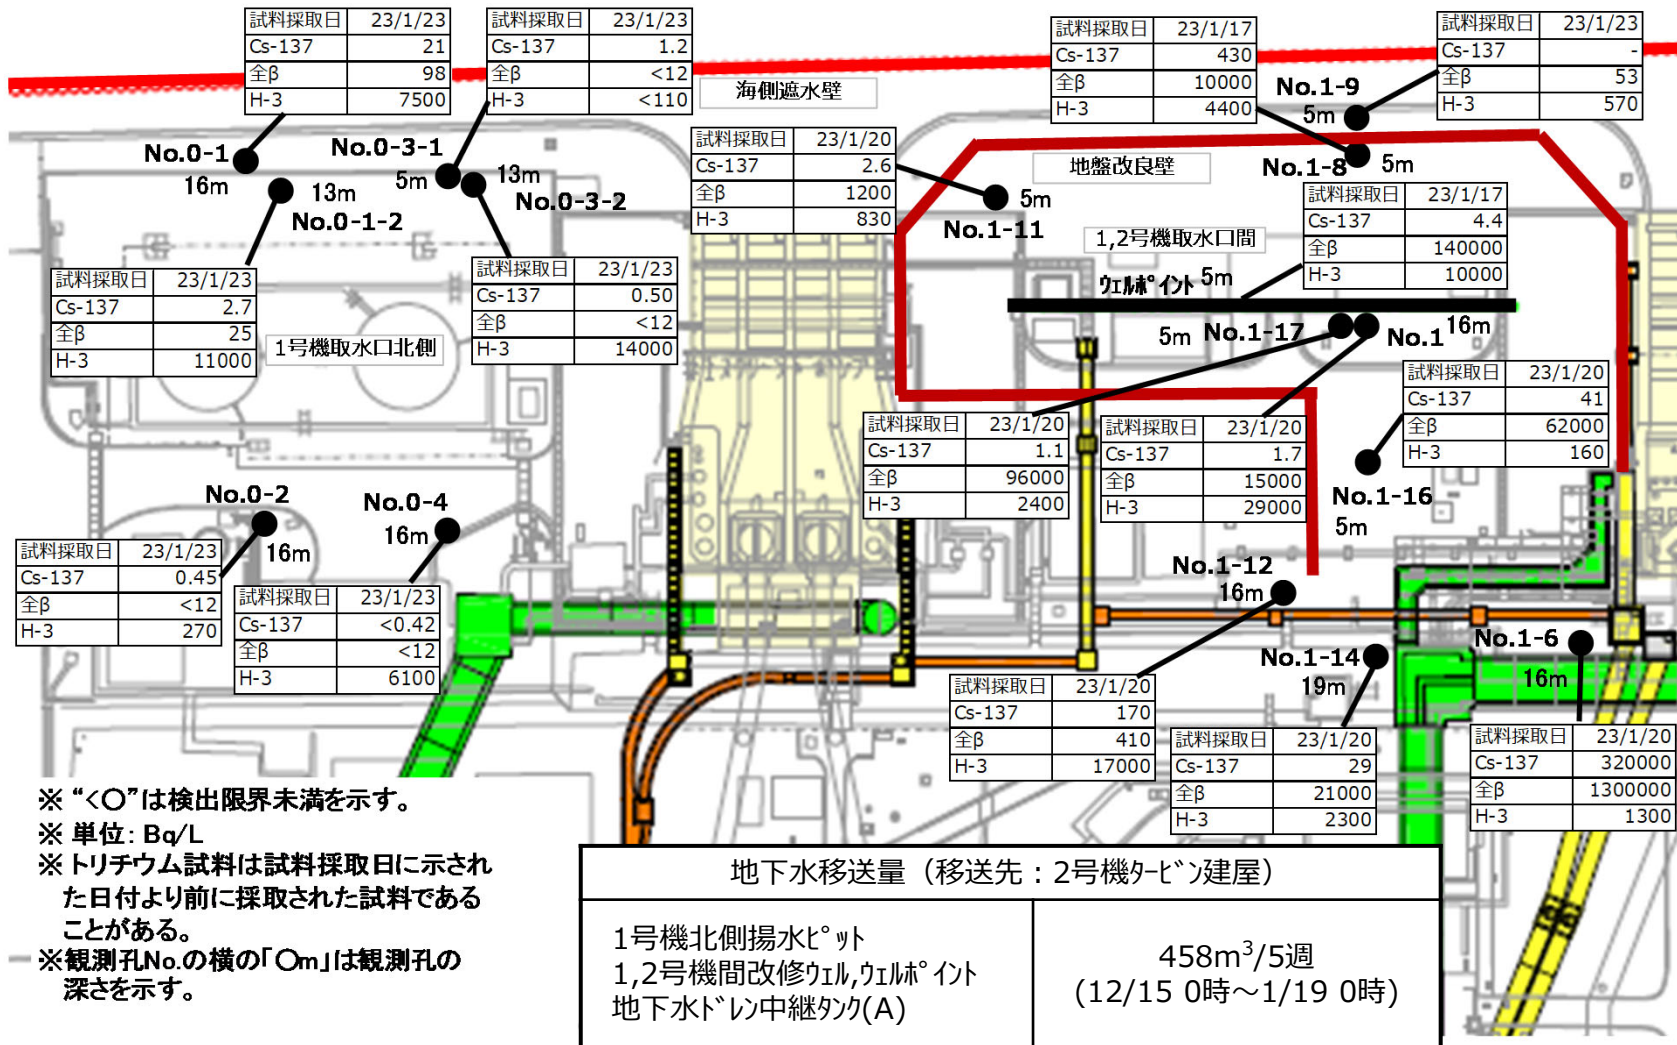 試料採取日 23/1/23
Cs-137 21
全β 98
H-3 7500
試料採取日 23/1/23
Cs-137 1.2
全β <12
H-3 <110
海側遮水壁
試料採取日 23/1/17
Cs-137 430
全β 10000
H-3 4400
試料採取日 23/1/23
Cs-137 -
全β 53
H-3 570
No.0-1
16m
No.0-3-1
5m
13m
No.0-1-2
13m
No.0-3-2
試料採取日 23/1/20
Cs-137 2.6
全β 1200
H-3 830
5m
No.1-11
地盤改良壁
No.1-9
5m
No.1-8
5m
試料採取日 23/1/17
Cs-137 4.4
全β 140000
H-3 10000
1,2号機取水口間
ウェルポイント 5m
試料採取日 23/1/23
Cs-137 2.7
全β 25
H-3 11000
1号機取水口北側
試料採取日 23/1/23
Cs-137 0.50
全β <12
H-3 14000
5m
No.1-17
No.1
16m
試料採取日 23/1/20
Cs-137 41
全β 62000
H-3 160
試料採取日 23/1/20
Cs-137 1.1
全β 96000
H-3 2400
試料採取日 23/1/20
Cs-137 1.7
全β 15000
H-3 29000
No.1-16
5m
No.0-2
16m
No.0-4
16m
試料採取日 23/1/23
Cs-137 0.45
全β <12
H-3 270
試料採取日 23/1/23
Cs-137 <0.42
全β <12
H-3 6100
No.1-12
16m
No.1-14
19m
No.1-6
16m
試料採取日 23/1/20
Cs-137 170
全β 410
H-3 17000
試料採取日 23/1/20
Cs-137 29
全β 21000
H-3 2300
試料採取日 23/1/20
Cs-137 320000
全β 1300000
H-3 1300
※ “<○”は検出限界未満を示す。
※ 単位: Bq/L
※ トリチウム試料は試料採取日に示され
た日付より前に採取された試料である
ことがある。
※観測孔No.の横の「○m」は観測孔の
深さを示す。
地下水移送量（移送先：2号機タービン建屋）
1号機北側揚水ピット
1,2号機間改修ウェル,ウェルポイント
地下水ドレン中継タンク(A)
458m³/5週
(12/15 0時～1/19 0時)